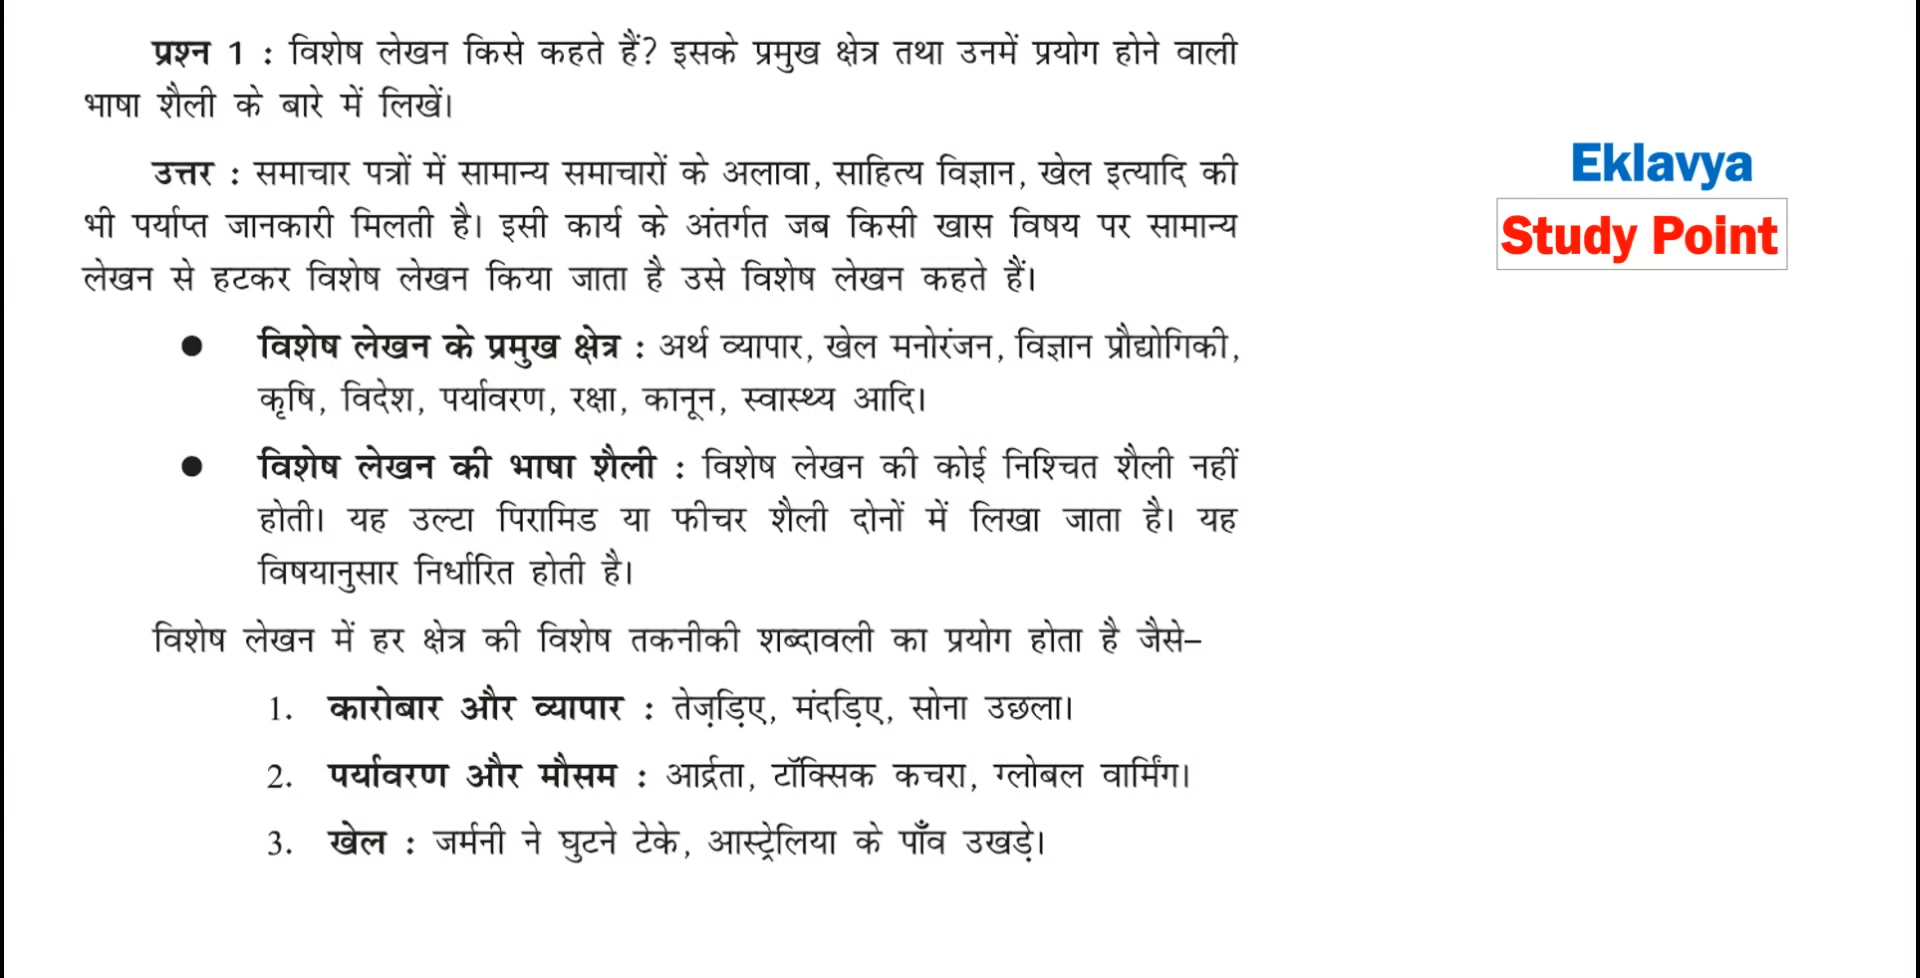 प्रश्न 1 : विशेष लेखन किसे कहते हैं? इसके प्रमुख क्षेत्र तथा उनमें प्रयोग होने वाली
भाषा शैली के बारे में लिखें।
उत्तर : समाचार पत्रों में सामान्य समाचारों के अलावा, साहित्य विज्ञान, खेल इत्यादि की
भी पर्याप्त जानकारी मिलती है। इसी कार्य के अंतर्गत जब किसी खास विषय पर सामान्य
लेखन से हटकर विशेष लेखन किया जाता है उसे विशेष लेखन कहते हैं।
● विशेष लेखन के प्रमुख क्षेत्र : अर्थ व्यापार, खेल मनोरंजन, विज्ञान प्रौद्योगिकी,
कृषि, विदेश, पर्यावरण, रक्षा, कानून, स्वास्थ्य आदि।
● विशेष लेखन की भाषा शैली : विशेष लेखन की कोई निश्चित शैली नहीं
होती। यह उल्टा पिरामिड या फीचर शैली दोनों में लिखा जाता है। यह
विषयानुसार निर्धारित होती है।
विशेष लेखन में हर क्षेत्र की विशेष तकनीकी शब्दावली का प्रयोग होता है जैसे–
1. कारोबार और व्यापार : तेज़ड़िए, मंदड़िए, सोना उछला।
2. पर्यावरण और मौसम : आर्द्रता, टॉक्सिक कचरा, ग्लोबल वार्मिंग।
3. खेल : जर्मनी ने घुटने टेके, आस्ट्रेलिया के पाँव उखड़े।
Eklavya
Study Point